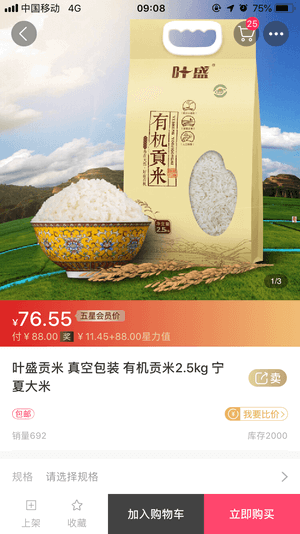 中国移动 4G 09:08 75%
25
叶盛®
有机贡米
净含量
2.5kg
1/3
¥76.55 五星会员价
付￥88.00 奖 ￥11.45+88.00星力值
叶盛贡米 真空包装 有机贡米2.5kg 宁
夏大米
卖
包邮
我要比价>
销量692 库存2000
规格 请选择规格
上架 收藏 加入购物车 立即购买